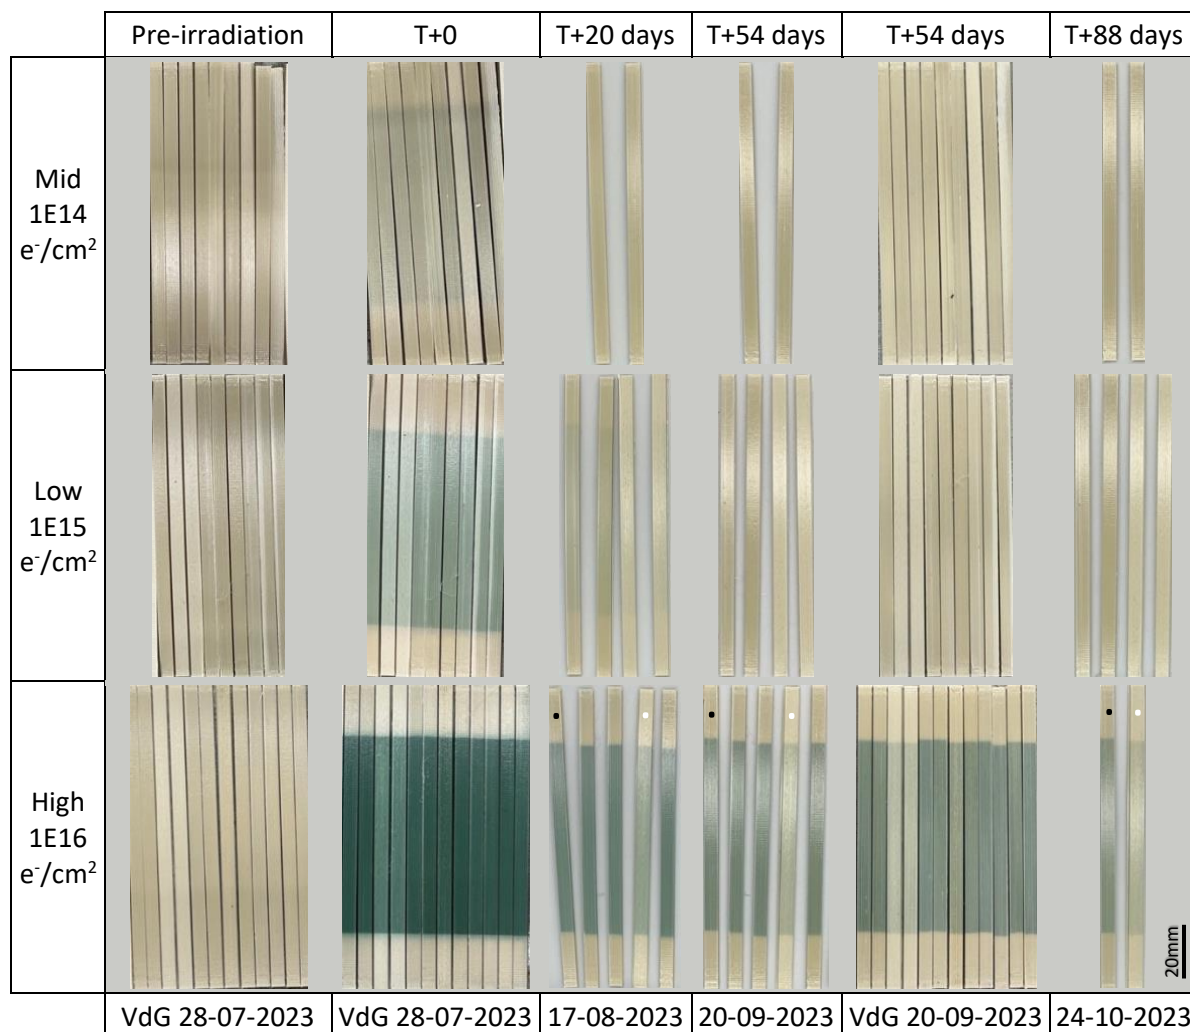 Pre-irradiation T+0 T+20 days T+54 days T+54 days T+88 days
Mid
1E14
e⁻/cm²
Low
1E15
e⁻/cm²
High
1E16
e⁻/cm²
20mm
VdG 28-07-2023 VdG 28-07-2023 17-08-2023 20-09-2023 VdG 20-09-2023 24-10-2023